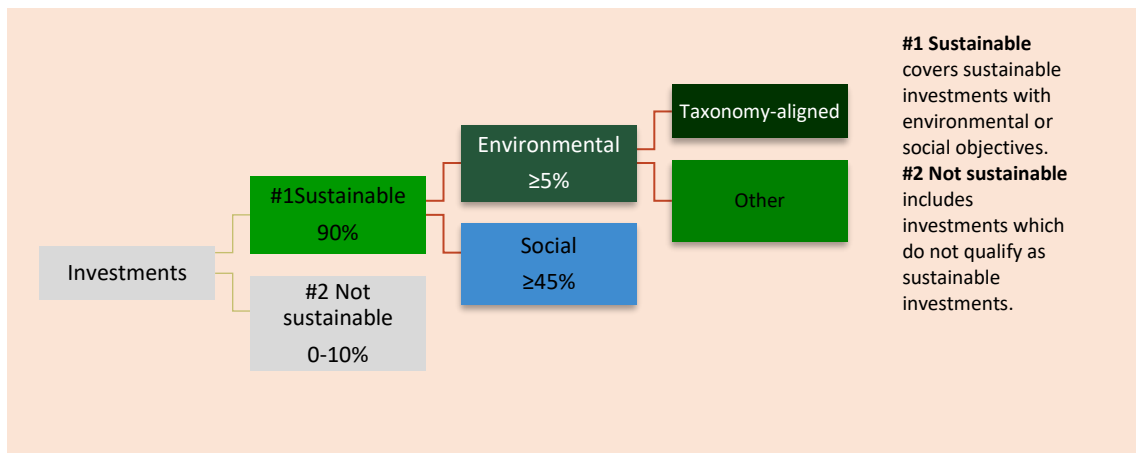 Investments
#1Sustainable
90%
#2 Not
sustainable
0-10%
Environmental
≥5%
Social
≥45%
Taxonomy-aligned
Other
#1 Sustainable
covers sustainable
investments with
environmental or
social objectives.
#2 Not sustainable
includes
investments which
do not qualify as
sustainable
investments.